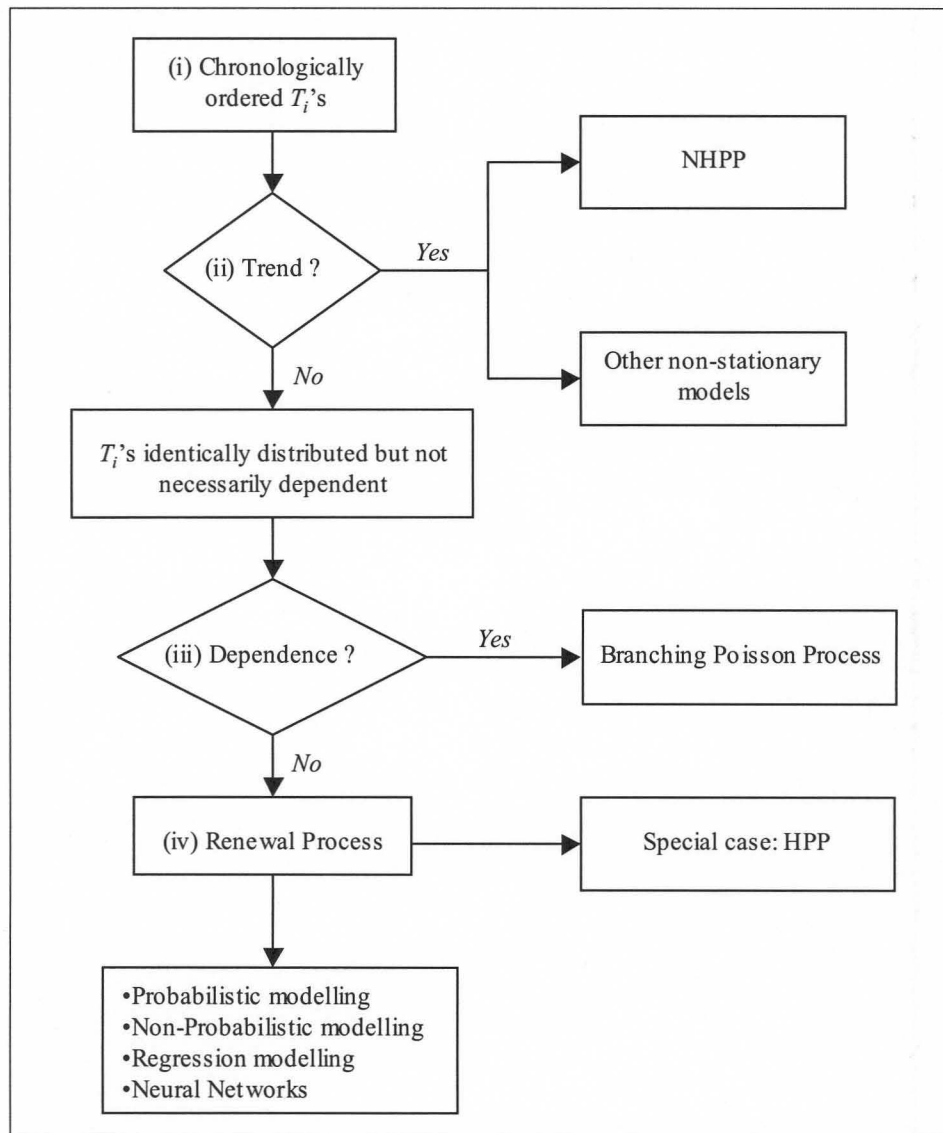 (i) Chronologically
ordered Ti's
NHPP
(ii) Trend ?
Yes
Other non-stationary
models
No
Ti's identically distributed but not
necessarily dependent
(iii) Dependence ?
Yes
Branching Poisson Process
No
(iv) Renewal Process
Special case: HPP
•Probabilistic modelling
•Non-Probabilistic modelling
•Regression modelling
•Neural Networks